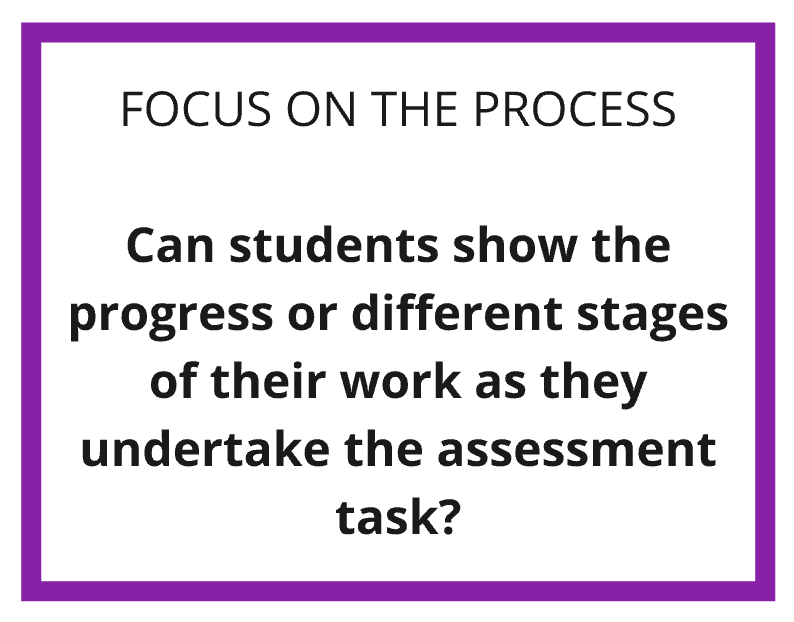 FOCUS ON THE PROCESS
Can students show the
progress or different stages
of their work as they
undertake the assessment
task?